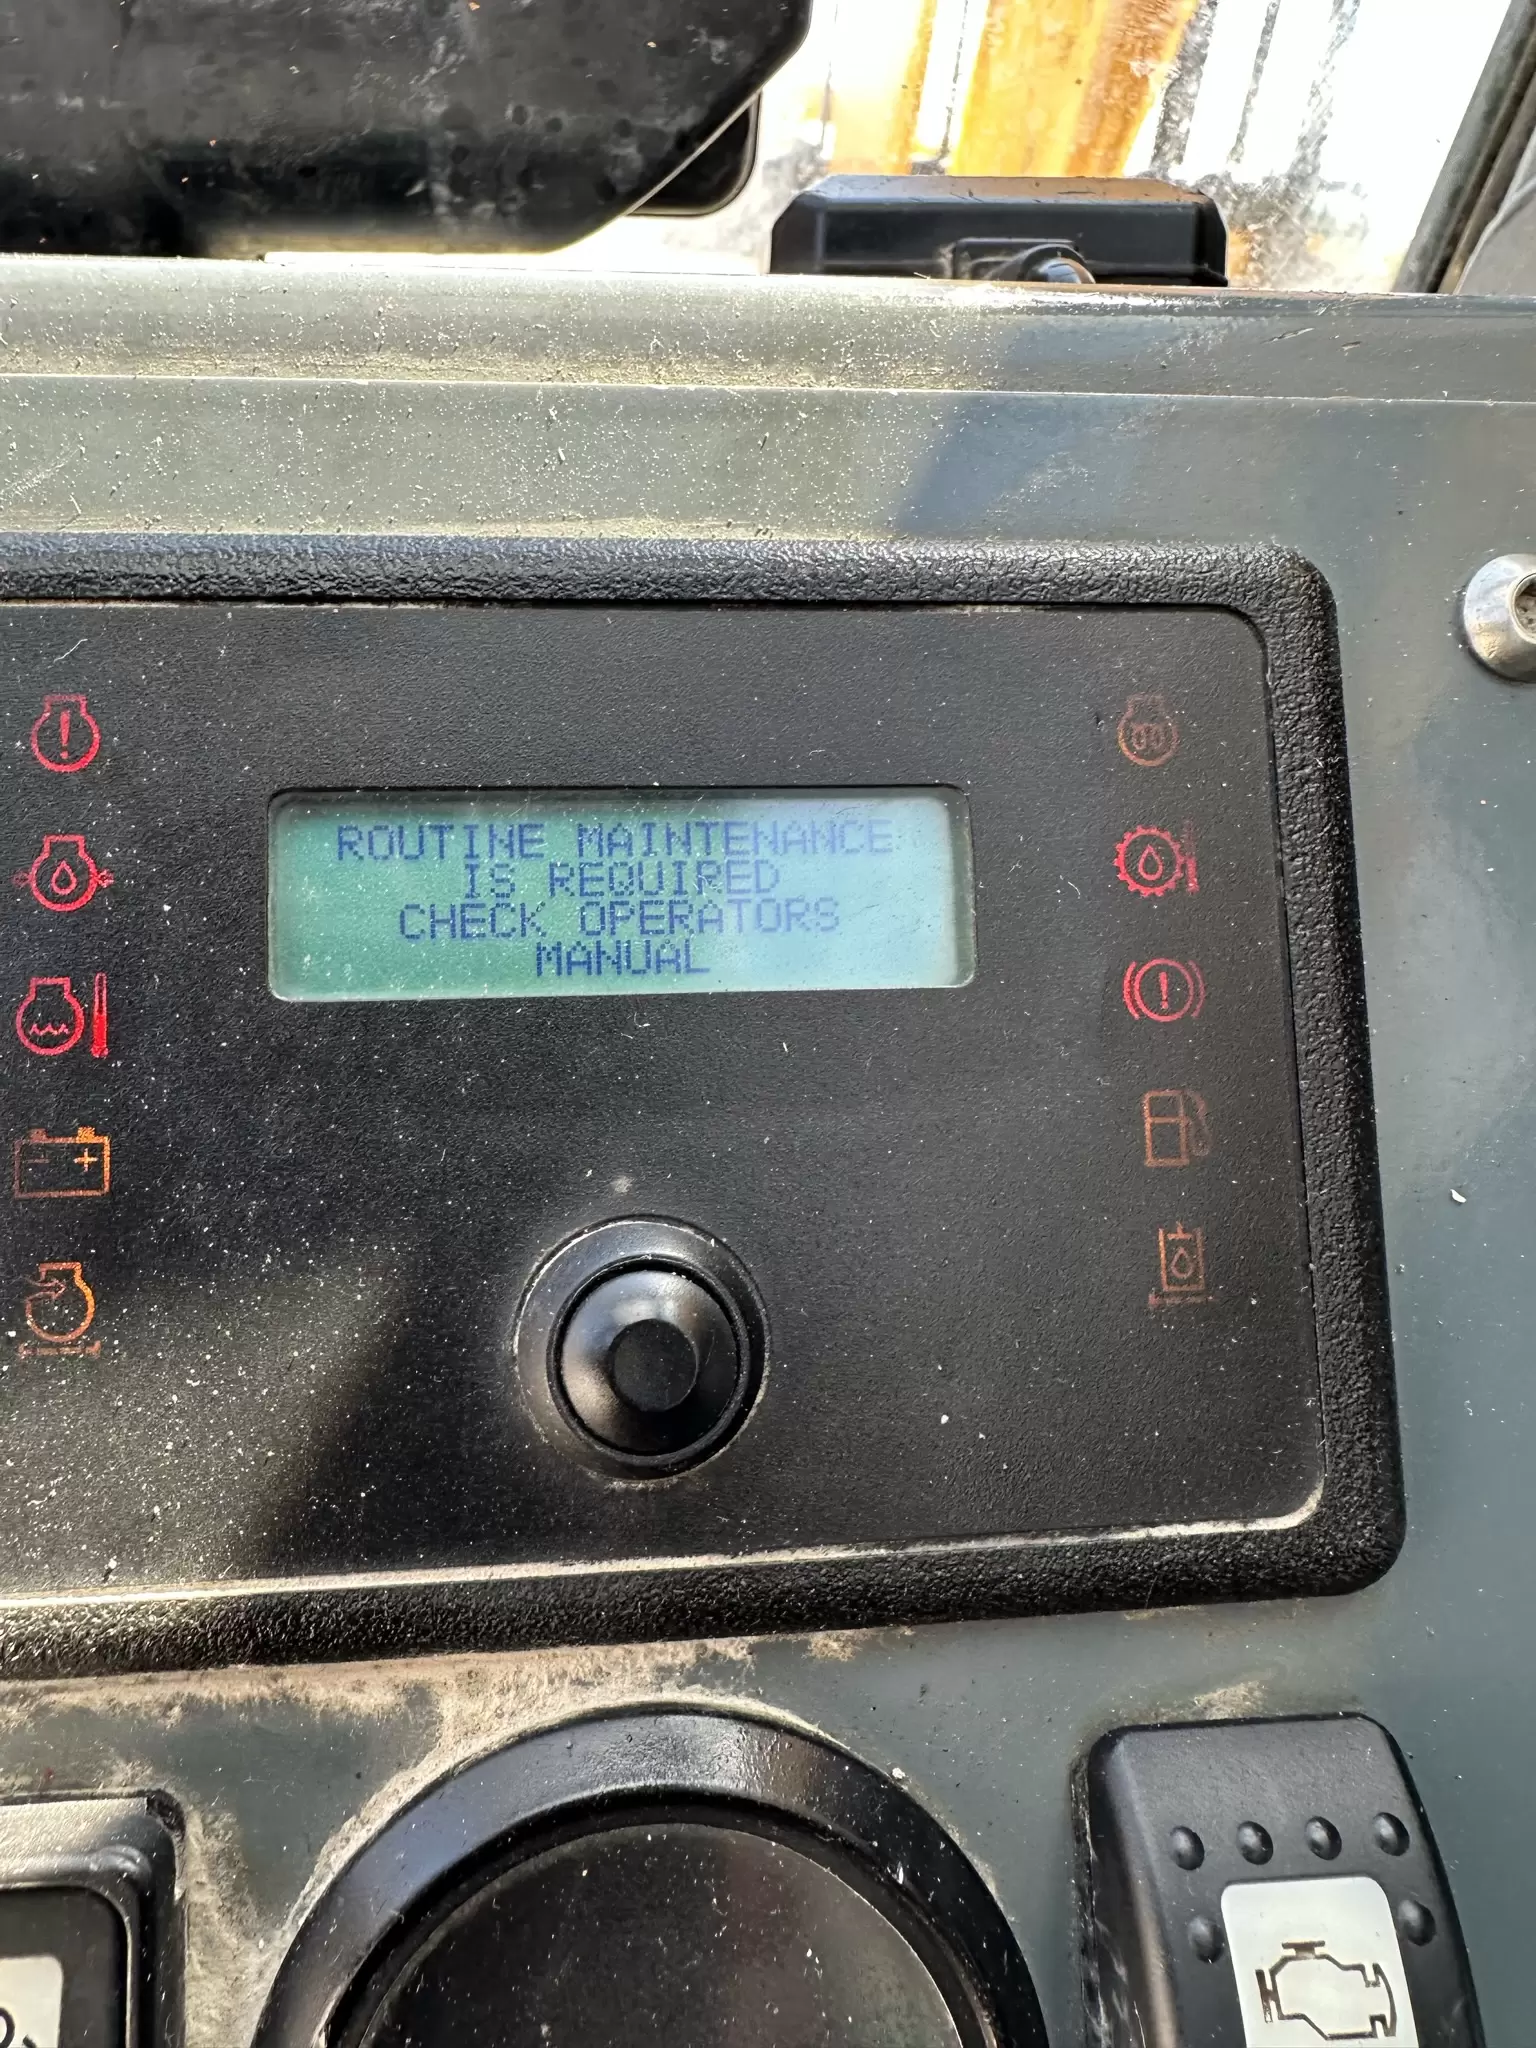 ROUTINE MAINTENANCE
IS REQUIRED
CHECK OPERATORS
MANUAL